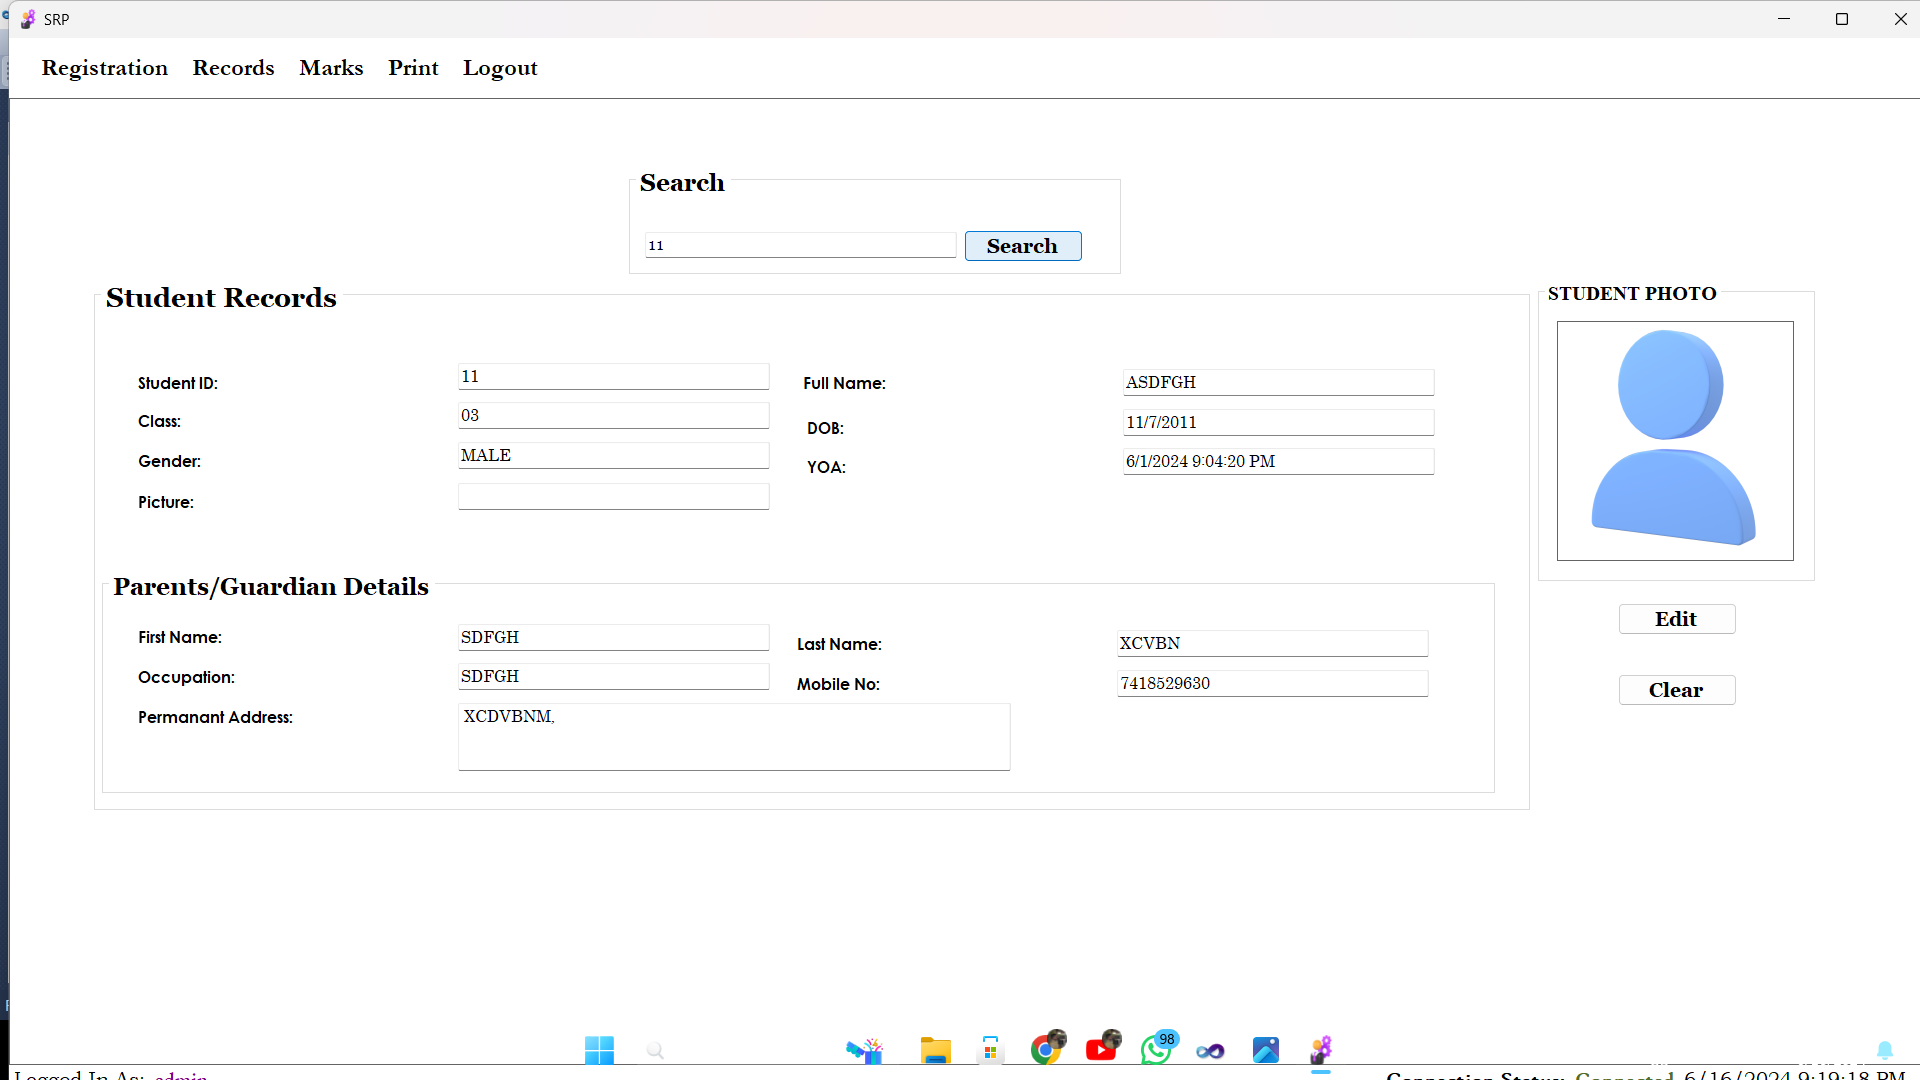 SRP
Registration Records Marks Print Logout
Search
11 Search
Student Records
STUDENT PHOTO
Student ID: 11 Full Name: ASDFGH
Class: 03 DOB: 11/7/2011
Gender: MALE YOA: 6/1/2024 9:04:20 PM
Picture:
Parents/Guardian Details
First Name: SDFGH Last Name: XCVBN
Edit
Occupation: SDFGH Mobile No: 7418529630
Clear
Permanant Address: XCDVBNM,
98
Logged In As: admin Connection Status: Connected 6/16/2024 9:19:18 PM